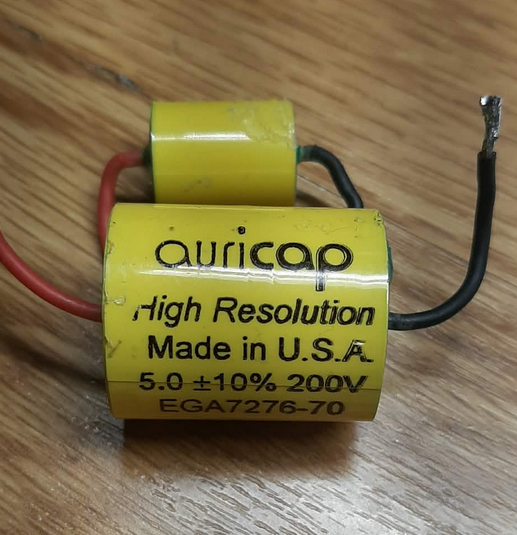 auricap
High Resolution
Made in U.S.A.
5.0 ±10% 200V
EGA7276-70